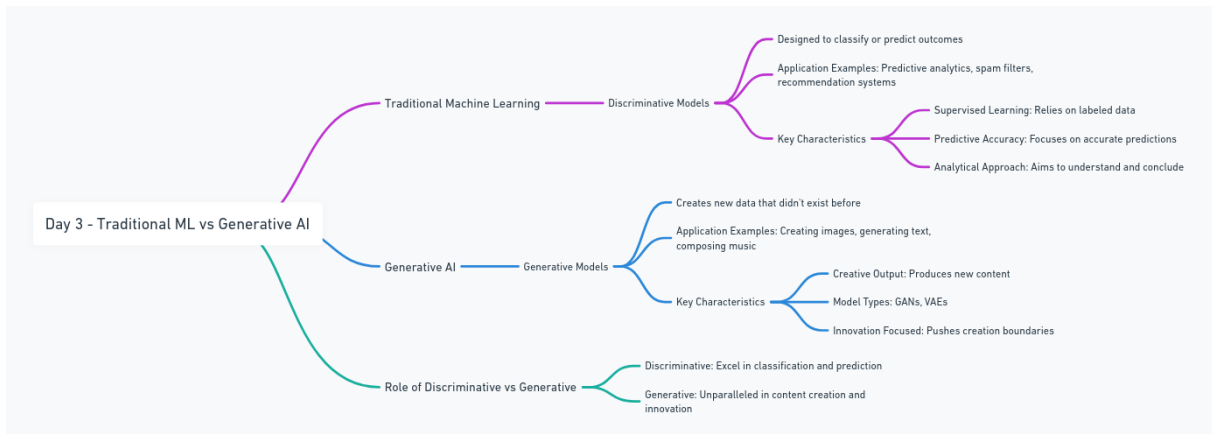 Day 3 - Traditional ML vs Generative AI
Traditional Machine Learning
Discriminative Models
Designed to classify or predict outcomes
Application Examples: Predictive analytics, spam filters,
recommendation systems
Key Characteristics
Supervised Learning: Relies on labeled data
Predictive Accuracy: Focuses on accurate predictions
Analytical Approach: Aims to understand and conclude
Generative AI
Generative Models
Creates new data that didn't exist before
Application Examples: Creating images, generating text,
composing music
Key Characteristics
Creative Output: Produces new content
Model Types: GANs, VAEs
Innovation Focused: Pushes creation boundaries
Role of Discriminative vs Generative
Discriminative: Excel in classification and prediction
Generative: Unparalleled in content creation and
innovation